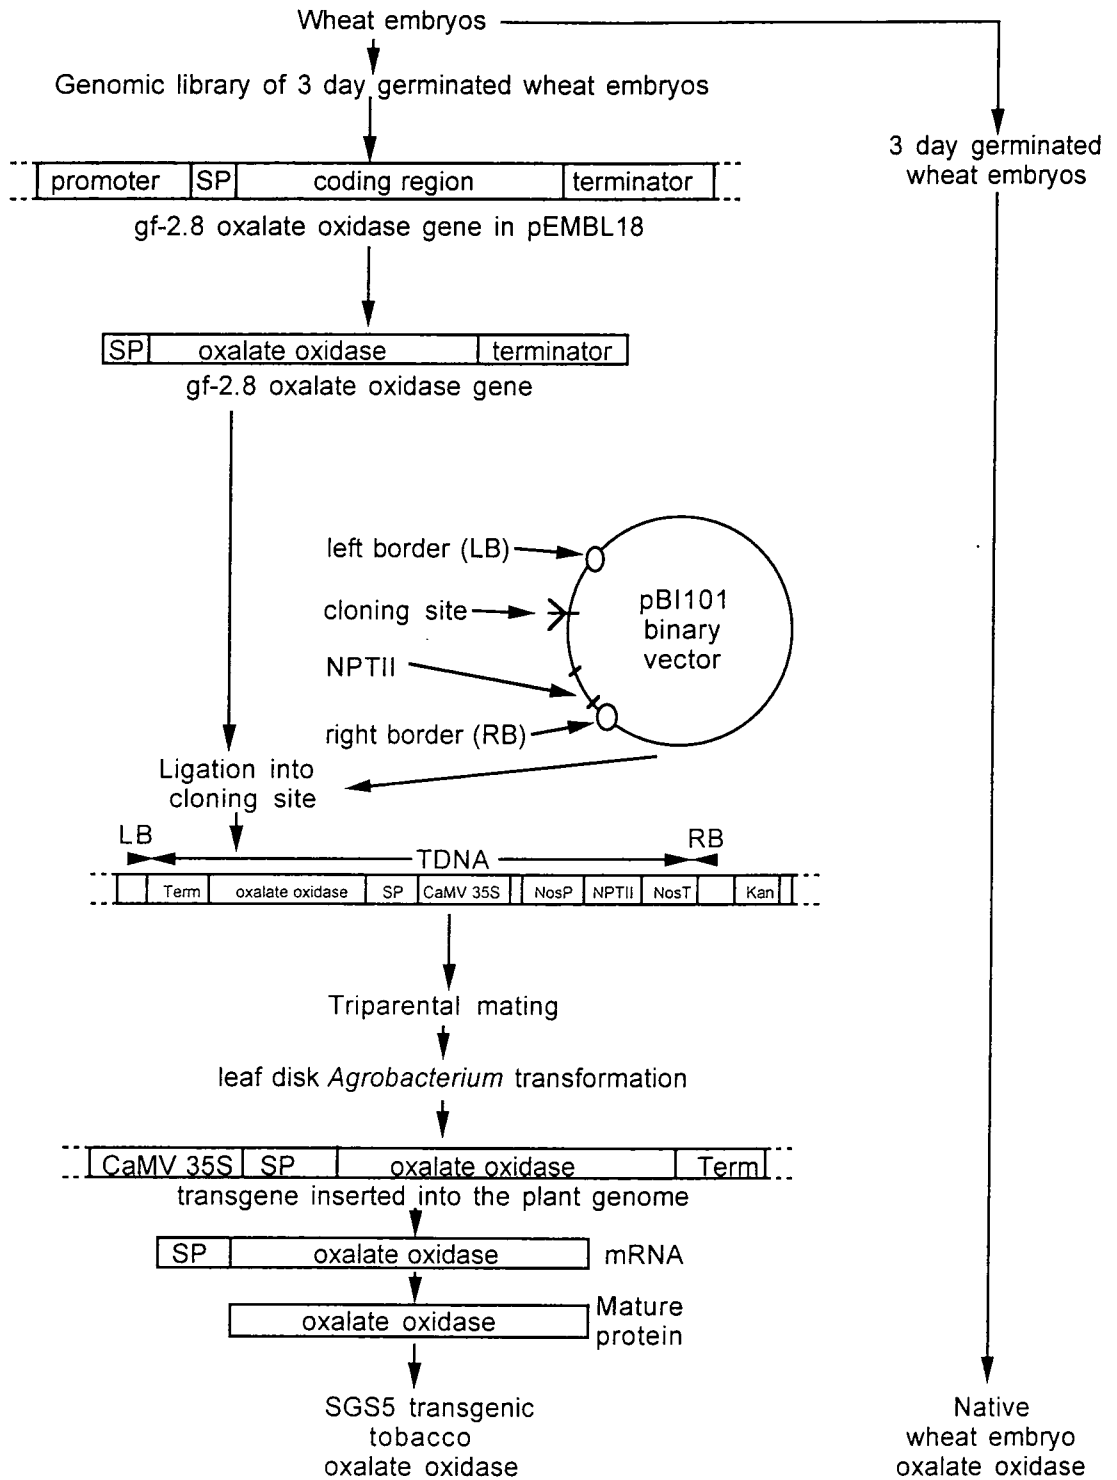 Wheat embryos
Genomic library of 3 day germinated wheat embryos
3 day germinated
wheat embryos
promoter SP coding region terminator
gf-2.8 oxalate oxidase gene in pEMBL18
SP oxalate oxidase terminator
gf-2.8 oxalate oxidase gene
left border (LB)
cloning site
NPTII
right border (RB)
pBI101
binary
vector
Ligation into
cloning site
LB TDNA RB
Term oxalate oxidase SP CaMV 35S NosP NPTII NosT Kan
Triparental mating
leaf disk Agrobacterium transformation
CaMV 35S SP oxalate oxidase Term
transgene inserted into the plant genome
SP oxalate oxidase mRNA
oxalate oxidase
Mature
protein
SGS5 transgenic
tobacco
oxalate oxidase
Native
wheat embryo
oxalate oxidase